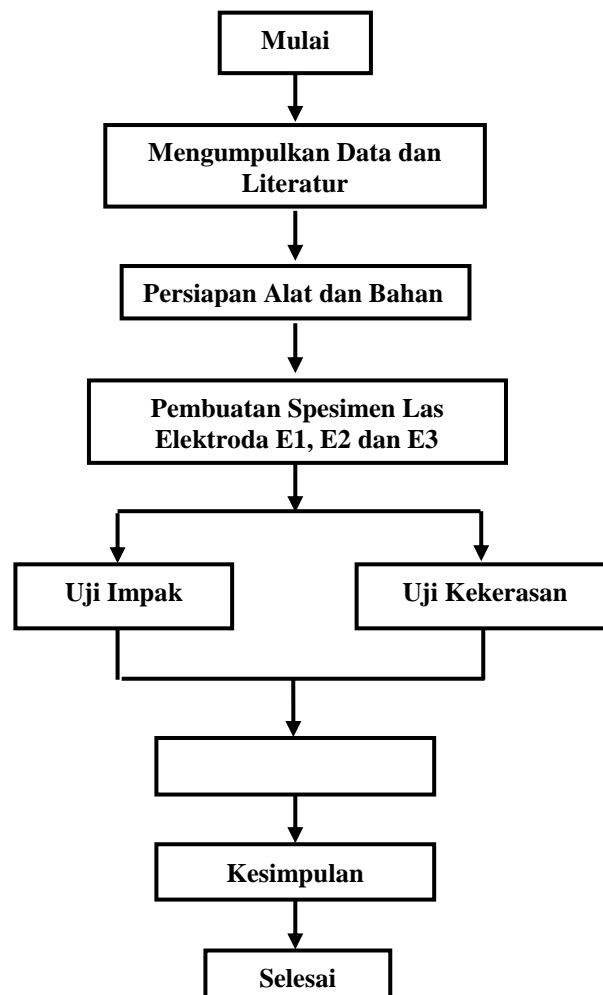 Mulai
Mengumpulkan Data dan
Literatur
Persiapan Alat dan Bahan
Pembuatan Spesimen Las
Elektroda E1, E2 dan E3
Uji Impak
Uji Kekerasan
Kesimpulan
Selesai